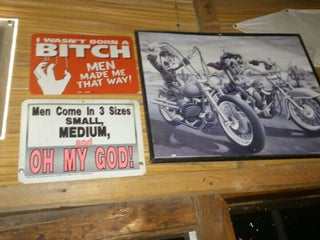 I WASN'T BORN A
BITCH
MEN
MADE ME
THAT WAY!
Men Come In 3 Sizes
SMALL,
MEDIUM,
and
OH MY GOD!